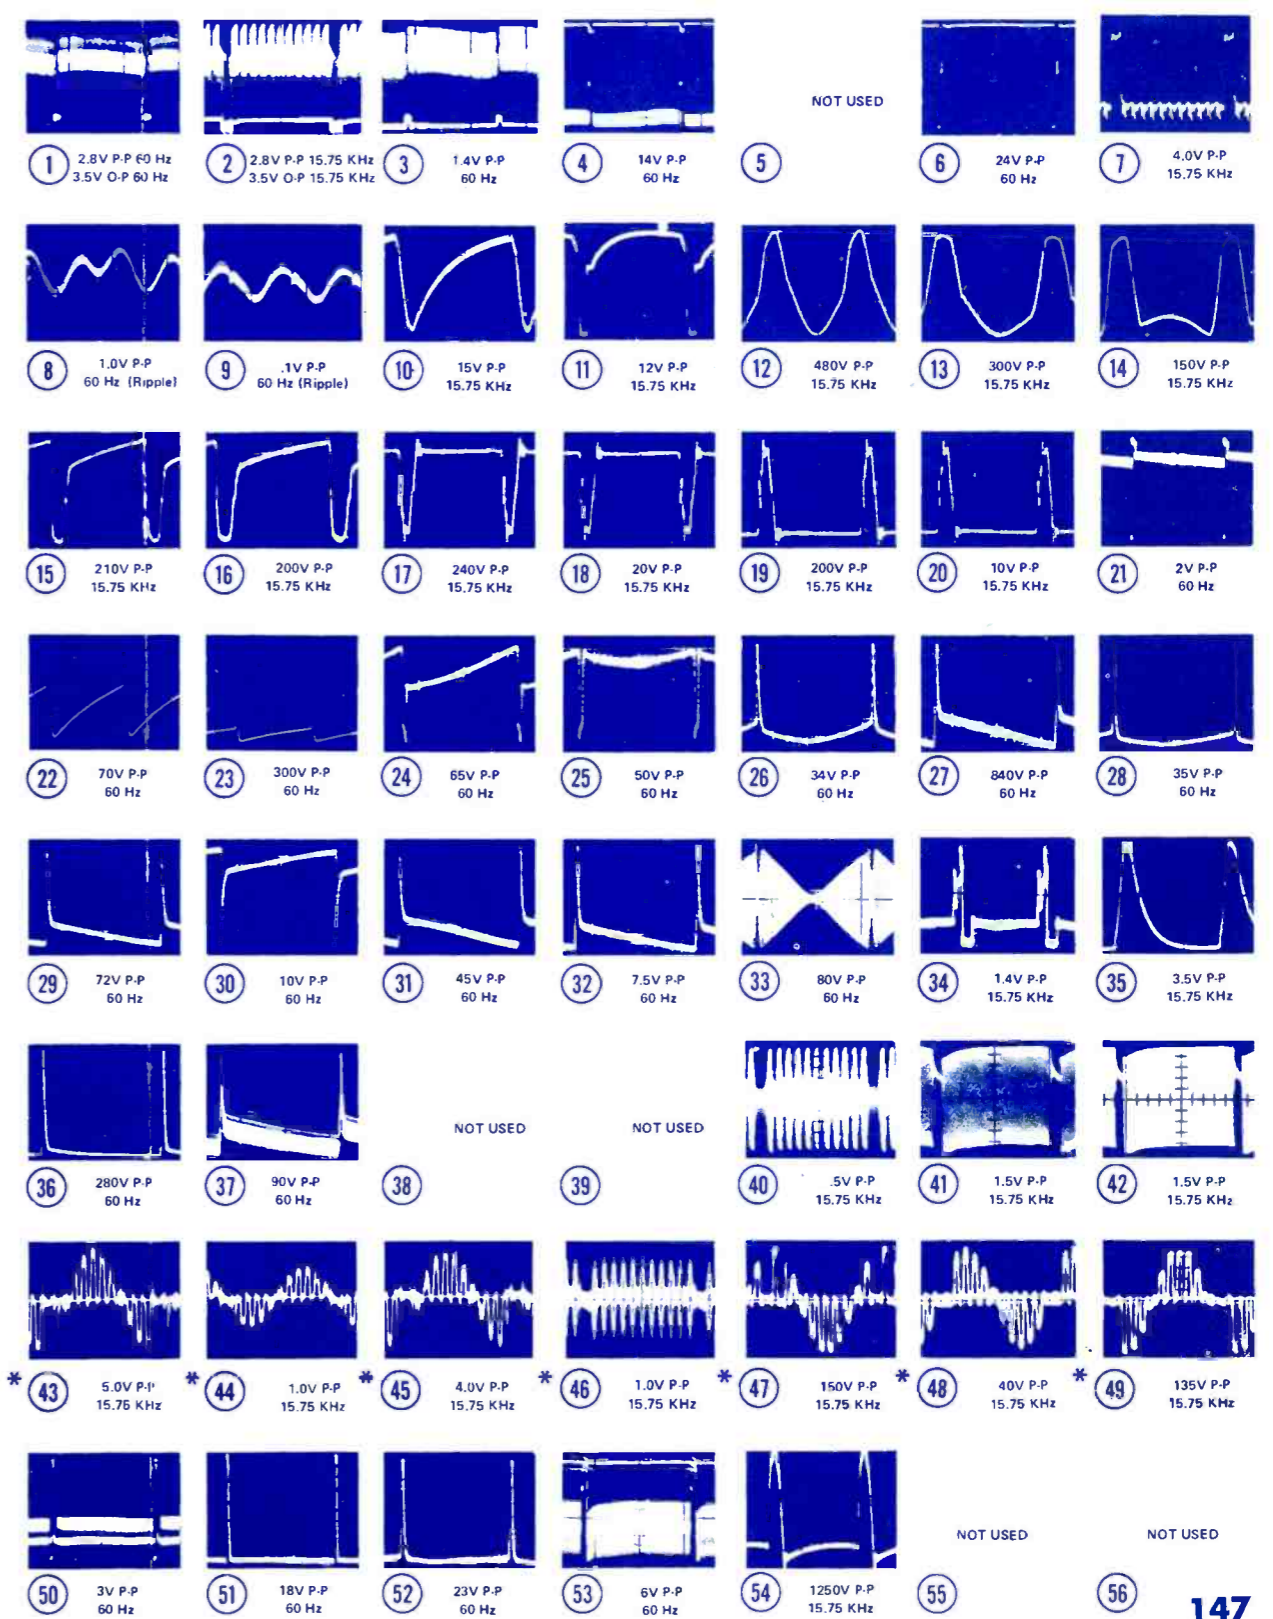 NOT USED
1 2.8V P-P 60 Hz
3.5V O-P 60 Hz
2 2.8V P-P 15.75 KHz
3.5V O-P 15.75 KHz
3 1.4V P-P
60 Hz
4 14V P-P
60 Hz
5
6 24V P-P
60 Hz
7 4.0V P-P
15.75 KHz
8 1.0V P-P
60 Hz (Ripple)
9 .1V P-P
60 Hz (Ripple)
10 15V P-P
15.75 KHz
11 12V P-P
15.75 KHz
12 480V P-P
15.75 KHz
13 300V P-P
15.75 KHz
14 150V P-P
15.75 KHz
15 210V P-P
15.75 KHz
16 200V P-P
15.75 KHz
17 240V P-P
15.75 KHz
18 20V P-P
15.75 KHz
19 200V P-P
15.75 KHz
20 10V P-P
15.75 KHz
21 2V P-P
60 Hz
22 70V P-P
60 Hz
23 300V P-P
60 Hz
24 65V P-P
60 Hz
25 50V P-P
60 Hz
26 34V P-P
60 Hz
27 840V P-P
60 Hz
28 35V P-P
60 Hz
29 72V P-P
60 Hz
30 10V P-P
60 Hz
31 45V P-P
60 Hz
32 7.5V P-P
60 Hz
33 80V P-P
60 Hz
34 1.4V P-P
15.75 KHz
35 3.5V P-P
15.75 KHz
36 280V P-P
60 Hz
37 90V P-P
60 Hz
NOT USED
38
NOT USED
39
40 .5V P-P
15.75 KHz
41 1.5V P-P
15.75 KHz
42 1.5V P-P
15.75 KHz
* 43 5.0V P-P
15.75 KHz
* 44 1.0V P-P
15.75 KHz
* 45 4.0V P-P
15.75 KHz
* 46 1.0V P-P
15.75 KHz
* 47 150V P-P
15.75 KHz
* 48 40V P-P
15.75 KHz
* 49 135V P-P
15.75 KHz
50 3V P-P
60 Hz
51 18V P-P
60 Hz
52 23V P-P
60 Hz
53 6V P-P
60 Hz
54 1250V P-P
15.75 KHz
NOT USED
55
NOT USED
56
147